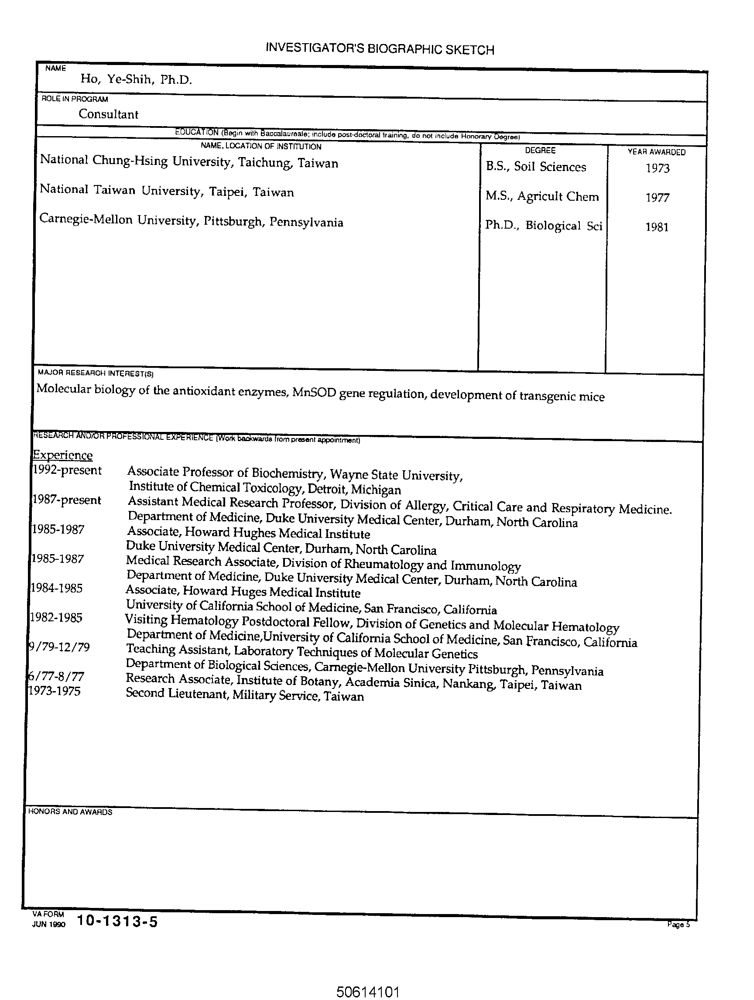 INVESTIGATOR'S BIOGRAPHIC SKETCH
NAME
Ho, Ye-Shih, Ph.D.
ROLE IN PROGRAM
Consultant
EDUCATION (Begin with Baccalaureate; include post-doctoral training, do not include Honorary Degree)
NAME, LOCATION OF INSTITUTION DEGREE YEAR AWARDED
National Chung-Hsing University, Taichung, Taiwan B.S., Soil Sciences 1973
National Taiwan University, Taipei, Taiwan M.S., Agricult Chem 1977
Carnegie-Mellon University, Pittsburgh, Pennsylvania Ph.D., Biological Sci 1981
MAJOR RESEARCH INTEREST(S)
Molecular biology of the antioxidant enzymes, MnSOD gene regulation, development of transgenic mice
RESEARCH AND/OR PROFESSIONAL EXPERIENCE (Work backwards from present appointment)
Experience
1992-present Associate Professor of Biochemistry, Wayne State University,
Institute of Chemical Toxicology, Detroit, Michigan
1987-present Assistant Medical Research Professor, Division of Allergy, Critical Care and Respiratory Medicine.
Department of Medicine, Duke University Medical Center, Durham, North Carolina
1985-1987 Associate, Howard Hughes Medical Institute
Duke University Medical Center, Durham, North Carolina
1985-1987 Medical Research Associate, Division of Rheumatology and Immunology
Department of Medicine, Duke University Medical Center, Durham, North Carolina
1984-1985 Associate, Howard Huges Medical Institute
University of California School of Medicine, San Francisco, California
1982-1985 Visiting Hematology Postdoctoral Fellow, Division of Genetics and Molecular Hematology
Department of Medicine,University of California School of Medicine, San Francisco, California
9/79-12/79 Teaching Assistant, Laboratory Techniques of Molecular Genetics
Department of Biological Sciences, Carnegie-Mellon University Pittsburgh, Pennsylvania
6/77-8/77 Research Associate, Institute of Botany, Academia Sinica, Nankang, Taipei, Taiwan
1973-1975 Second Lieutenant, Military Service, Taiwan
HONORS AND AWARDS
VA FORM
JUN 1990 10-1313-5 Page 5
50614101